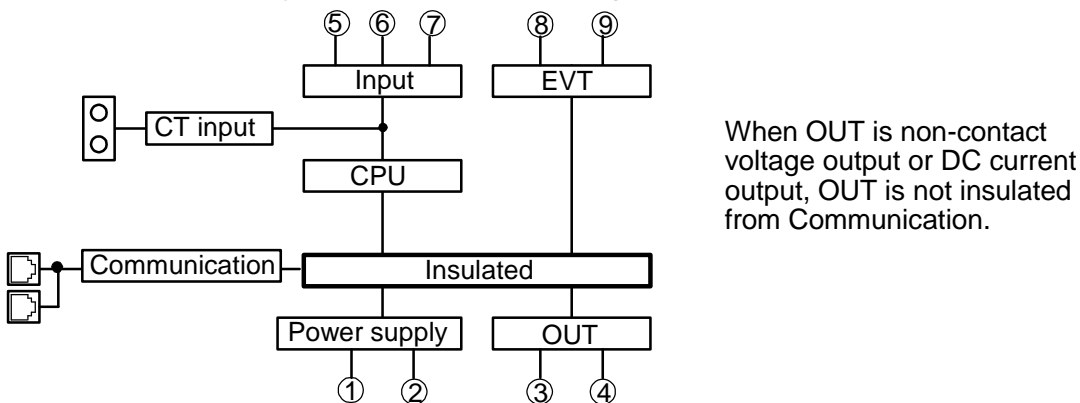 ⑤ ⑥ ⑦ ⑧ ⑨
Input EVT
CT input
CPU
When OUT is non-contact
voltage output or DC current
output, OUT is not insulated
from Communication.
Communication Insulated
Power supply OUT
① ② ③ ④